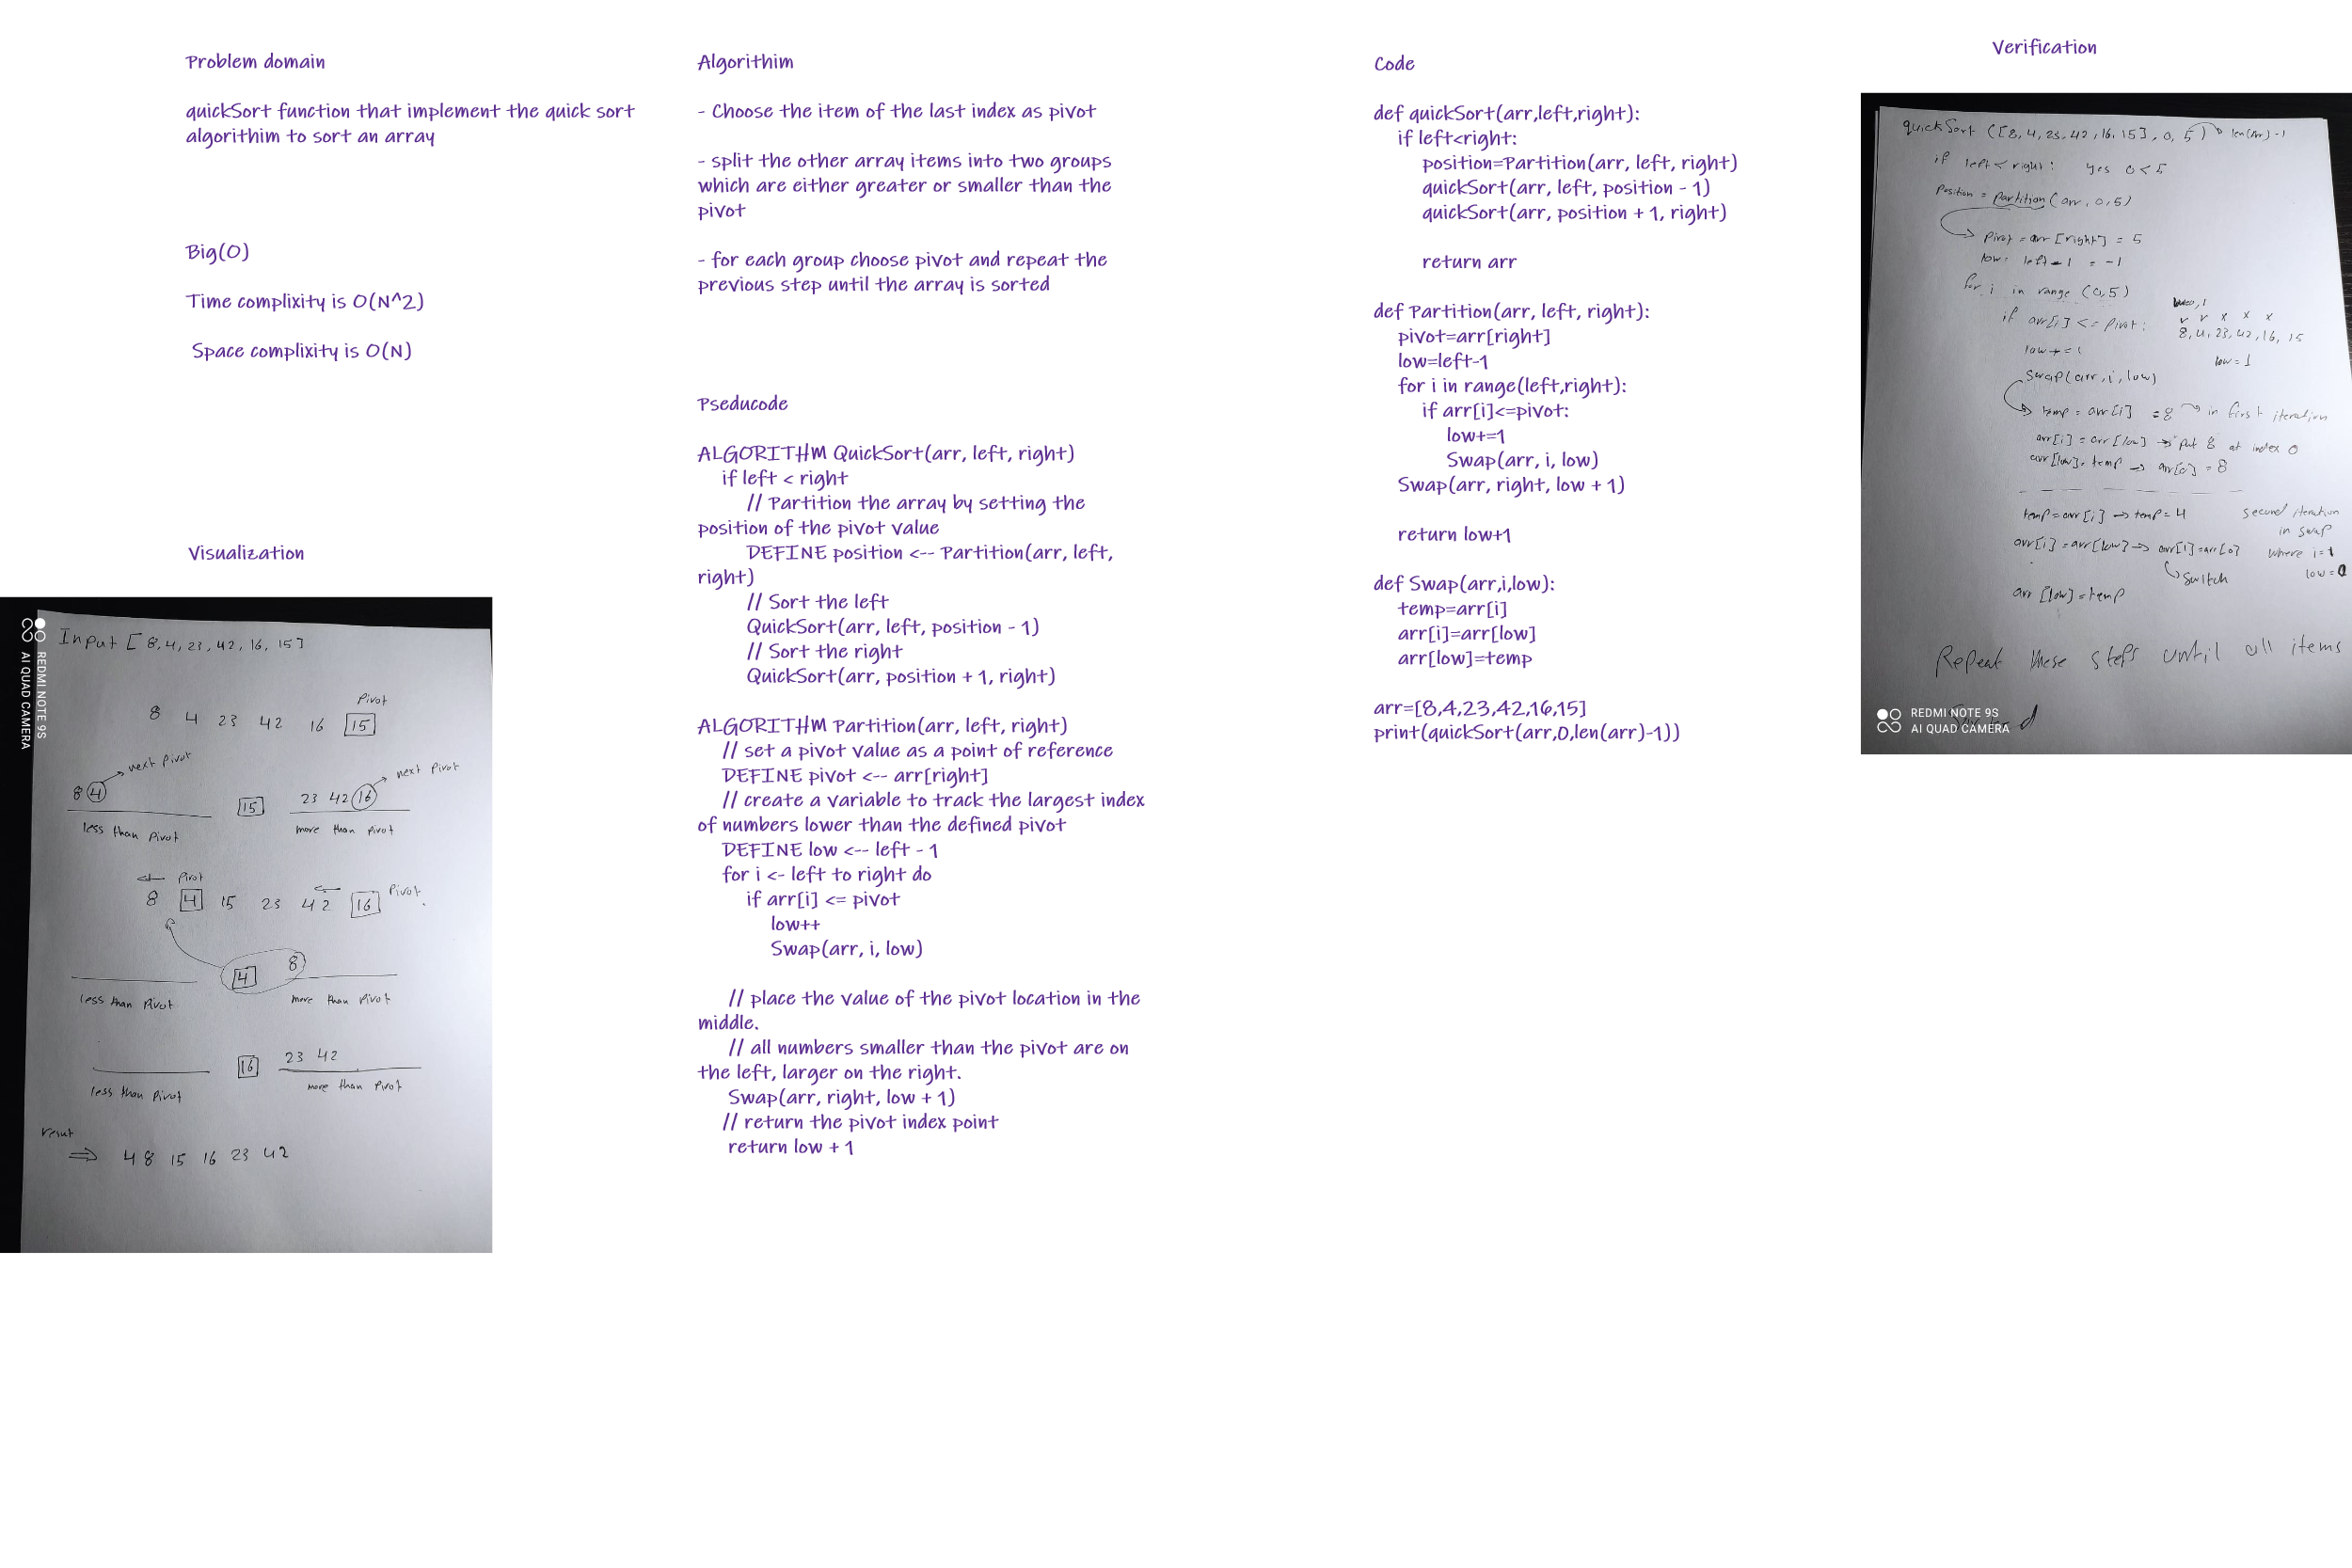 Problem domain
quickSort function that implement the quick sort
algorithim to sort an array
Big(O)
Time complixity is O(N^2)
Space complixity is O(N)
Visualization
Input [ 8, 4, 23, 42, 16, 15 ]
Pivot
8 4 23 42 16 15
next pivot
next pivot
8 4 15 23 42 16
less than pivot
more than pivot
Pivot
Pivot
8 4 15 23 42 16
4 8
less than pivot
more than pivot
16 23 42
less than pivot
more than pivot
⇒ 4 8 15 16 23 42
REDMI NOTE 9S
AI QUAD CAMERA
Algorithim
- Choose the item of the last index as pivot
- split the other array items into two groups
which are either greater or smaller than the
pivot
- for each group choose pivot and repeat the
previous step until the array is sorted
Pseducode
ALGORITHM QuickSort(arr, left, right)
if left < right
// Partition the array by setting the
position of the pivot value
DEFINE position <-- Partition(arr, left,
right)
// Sort the left
QuickSort(arr, left, position - 1)
// Sort the right
QuickSort(arr, position + 1, right)
ALGORITHM Partition(arr, left, right)
// set a pivot value as a point of reference
DEFINE pivot <-- arr[right]
// create a variable to track the largest index
of numbers lower than the defined pivot
DEFINE low <-- left - 1
for i <- left to right do
if arr[i] <= pivot
low++
Swap(arr, i, low)
// place the value of the pivot location in the
middle.
// all numbers smaller than the pivot are on
the left, larger on the right.
Swap(arr, right, low + 1)
// return the pivot index point
return low + 1
Code
def quickSort(arr,left,right):
if left<right:
position=Partition(arr, left, right)
quickSort(arr, left, position - 1)
quickSort(arr, position + 1, right)
return arr
def Partition(arr, left, right):
pivot=arr[right]
low=left-1
for i in range(left,right):
if arr[i]<=pivot:
low+=1
Swap(arr, i, low)
Swap(arr, right, low + 1)
return low+1
def Swap(arr,i,low):
temp=arr[i]
arr[i]=arr[low]
arr[low]=temp
arr=[8,4,23,42,16,15]
print(quickSort(arr,0,len(arr)-1))
Verification
quickSort ([8, 4, 23, 42, 16, 15], 0, 5) len(arr)-1
if left < right: yes 0<5
Position = partition(arr, 0, 5)
pivot = arr[right] = 5
low = left-1 = -1
for i in range (0,5)
if arr[i] <= pivot:
8, 4, 23, 42, 16, 15
low = 1
Swap(arr, i, low)
temp = arr[i] = 8 in first iteration
arr[i] = arr[low] → put 8 at index 0
arr[low] = temp → arr[0] = 8
temp = arr[i] → temp = 4 second iteration
in swap
arr[i] = arr[low] → arr[1] = arr[0] where i=1
switch low=0
arr [low] = temp
Repeat these steps until all items
REDMI NOTE 9S
AI QUAD CAMERA